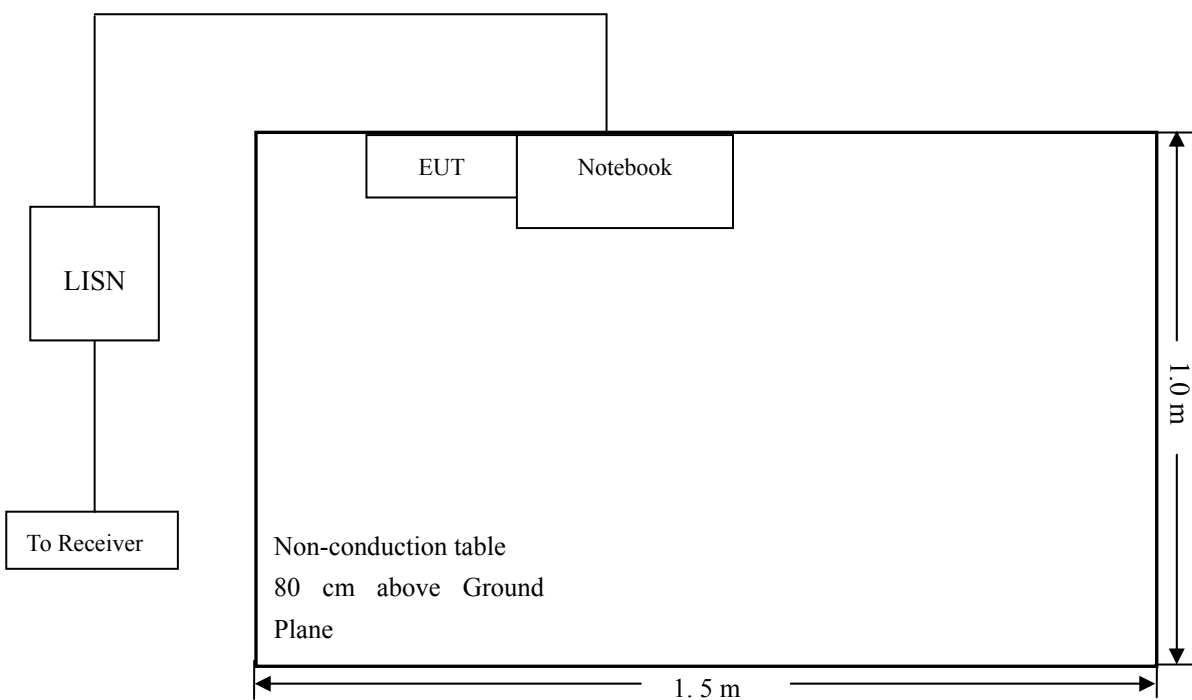 EUT
Notebook
LISN
1.0 m
To Receiver
Non-conduction table
80 cm above Ground
Plane
1. 5 m